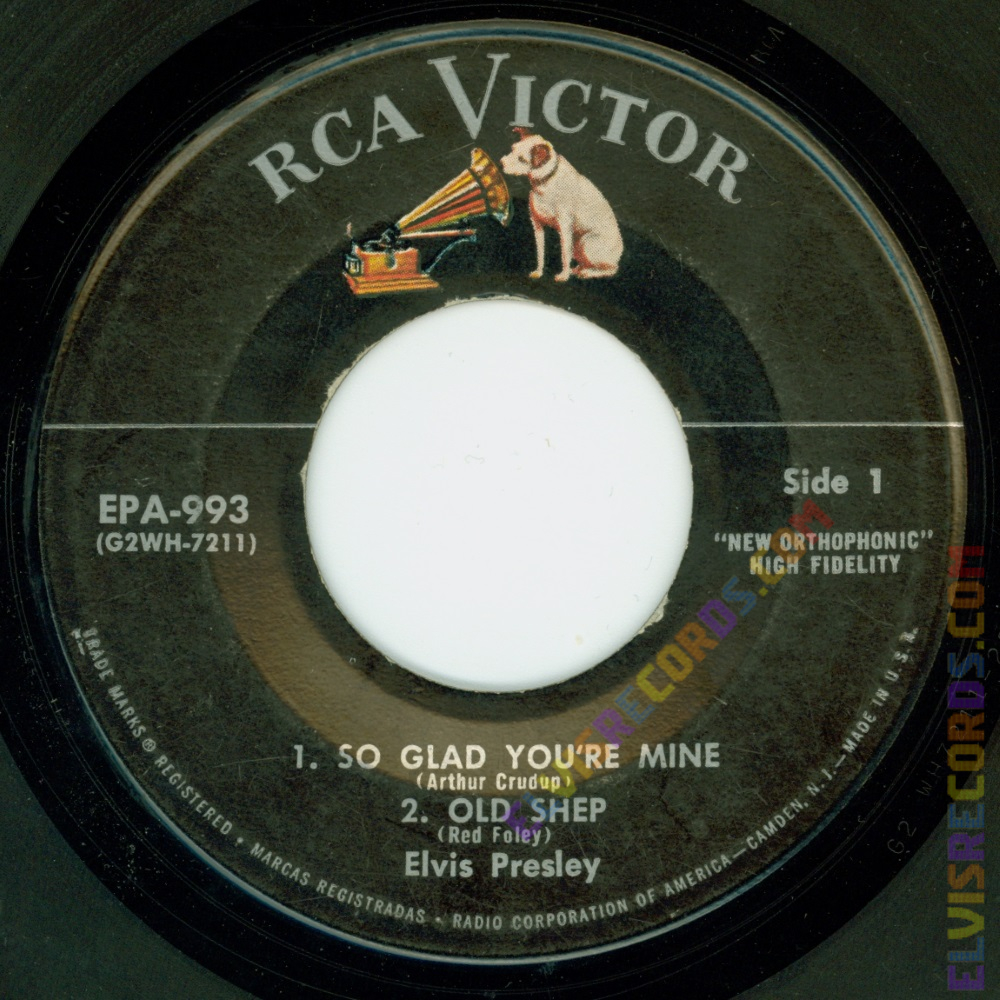 RCA VICTOR
EPA-993
(G2WH-7211)
Side 1
"NEW ORTHOPHONIC"
HIGH FIDELITY
1. SO GLAD YOU'RE MINE
(Arthur Crudup)
2. OLD SHEP
(Red Foley)
Elvis Presley
TRADE MARKS ® REGISTERED • MARCAS REGISTRADAS • RADIO CORPORATION OF AMERICA—CAMDEN, N. J.—MADE IN U. S. A.
ELVISRECORDS.COM
ELVISRECORDS.COM